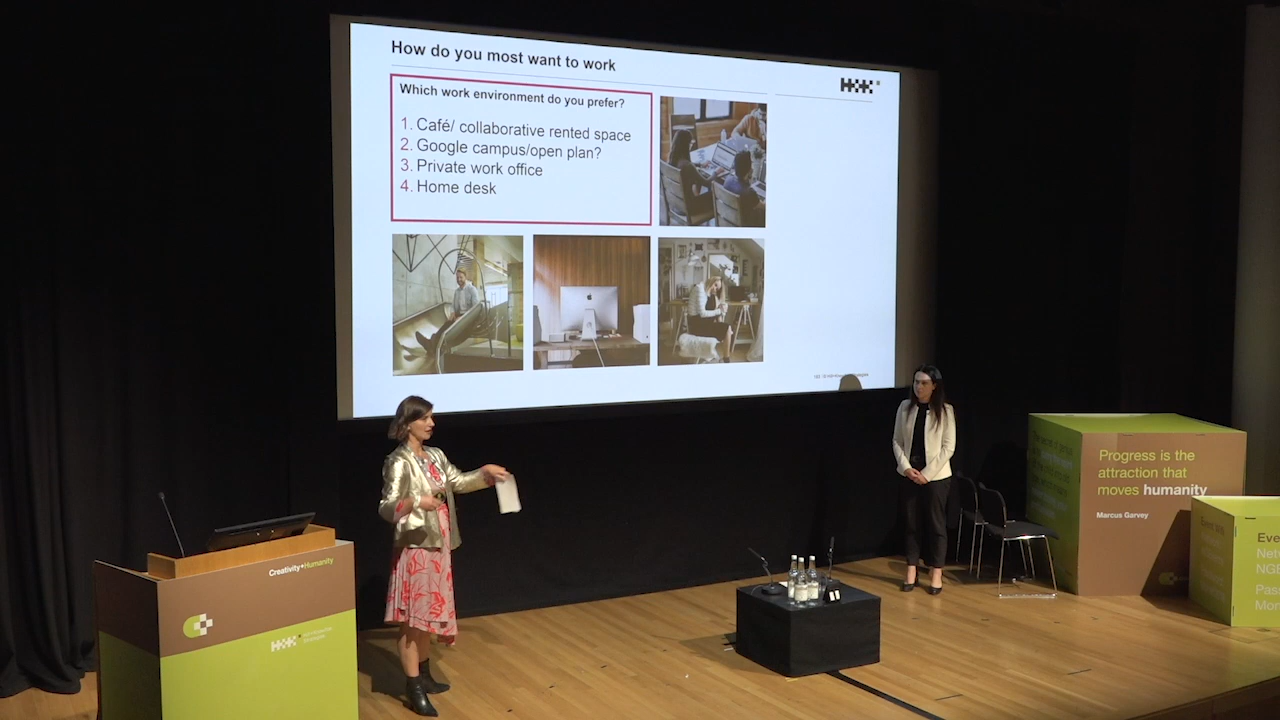 How do you most want to work
Which work environment do you prefer?
1. Café/ collaborative rented space
2. Google campus/open plan?
3. Private work office
4. Home desk
Progress is the
attraction that
moves humanity
Marcus Garvey
Creativity+Humanity